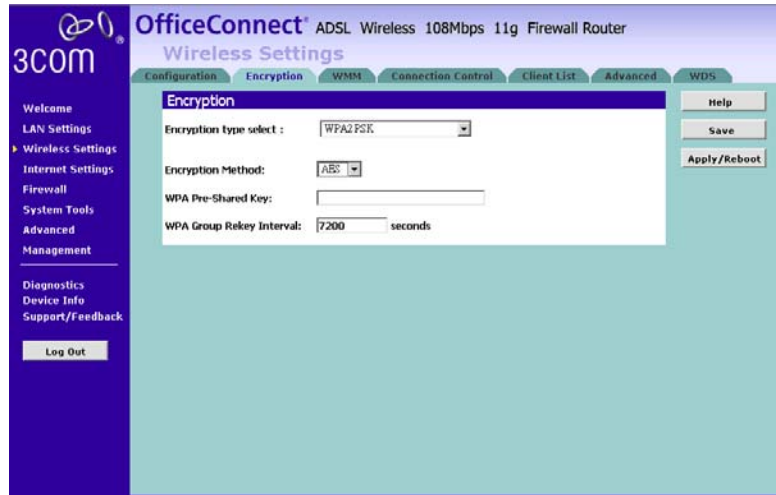 3COM
OfficeConnect® ADSL Wireless 108Mbps 11g Firewall Router
Wireless Settings
Configuration Encryption WMM Connection Control Client List Advanced WDS
Welcome
LAN Settings
Wireless Settings
Internet Settings
Firewall
System Tools
Advanced
Management
Diagnostics
Device Info
Support/Feedback
Log Out
Encryption
Encryption type select : WPA2PSK
Encryption Method: AES
WPA Pre-Shared Key:
WPA Group Rekey Interval: 7200 seconds
Help
Save
Apply/Reboot